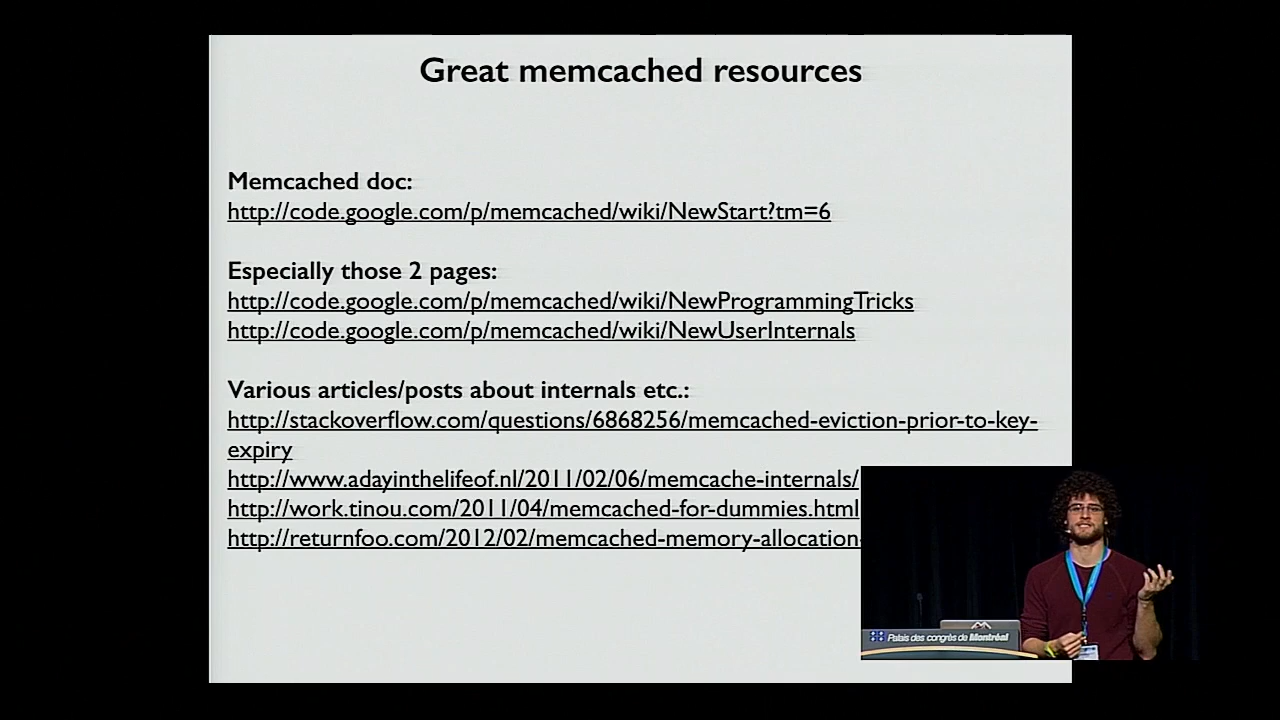 Great memcached resources
Memcached doc:
http://code.google.com/p/memcached/wiki/NewStart?tm=6
Especially those 2 pages:
http://code.google.com/p/memcached/wiki/NewProgrammingTricks
http://code.google.com/p/memcached/wiki/NewUserInternals
Various articles/posts about internals etc.:
http://stackoverflow.com/questions/6868256/memcached-eviction-prior-to-key-
expiry
http://www.adayinthelifeof.nl/2011/02/06/memcache-internals/
http://work.tinou.com/2011/04/memcached-for-dummies.html
http://returnfoo.com/2012/02/memcached-memory-allocation-
Palais des congrès de Montréal